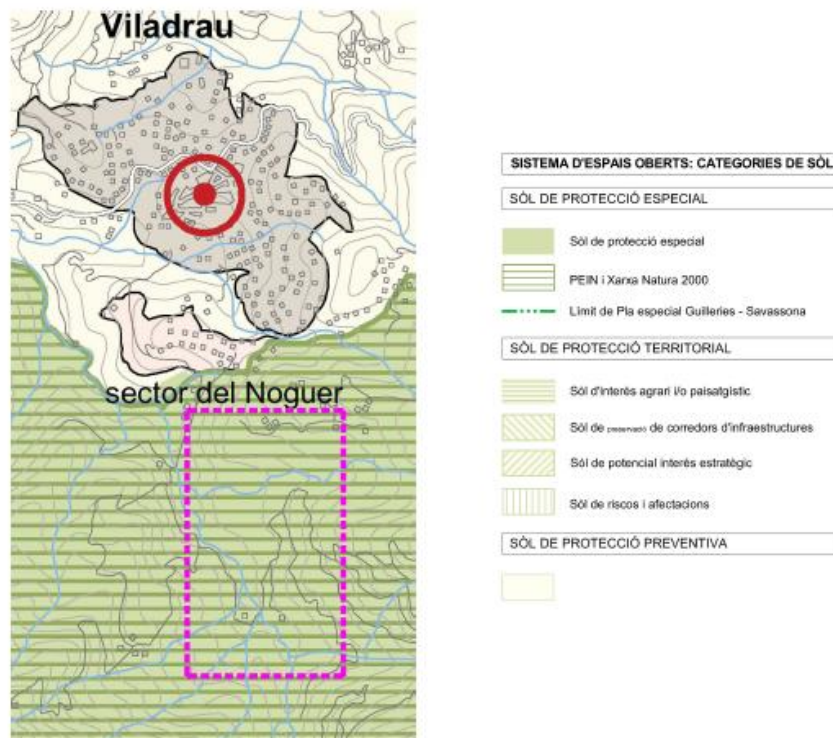 Viladrau
sector del Noguer
SISTEMA D'ESPAIS OBERTS: CATEGORIES DE SÒL
SÒL DE PROTECCIÓ ESPECIAL
Sòl de protecció especial
PEIN i Xarxa Natura 2000
Límit de Pla especial Guilleries - Savassona
SÒL DE PROTECCIÓ TERRITORIAL
Sòl d'interès agrari i/o paisatgístic
Sòl de preservació de corredors d'infraestructures
Sòl de potencial interès estratègic
Sòl de riscos i afectacions
SÒL DE PROTECCIÓ PREVENTIVA